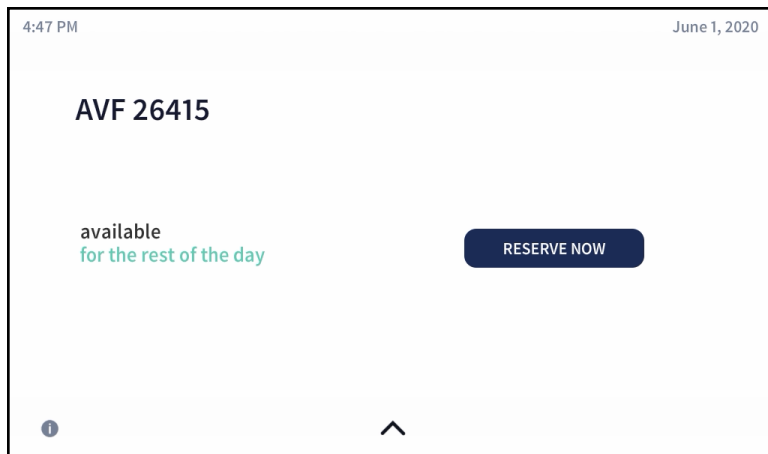 4:47 PM
June 1, 2020
AVF 26415
available
for the rest of the day
RESERVE NOW
i